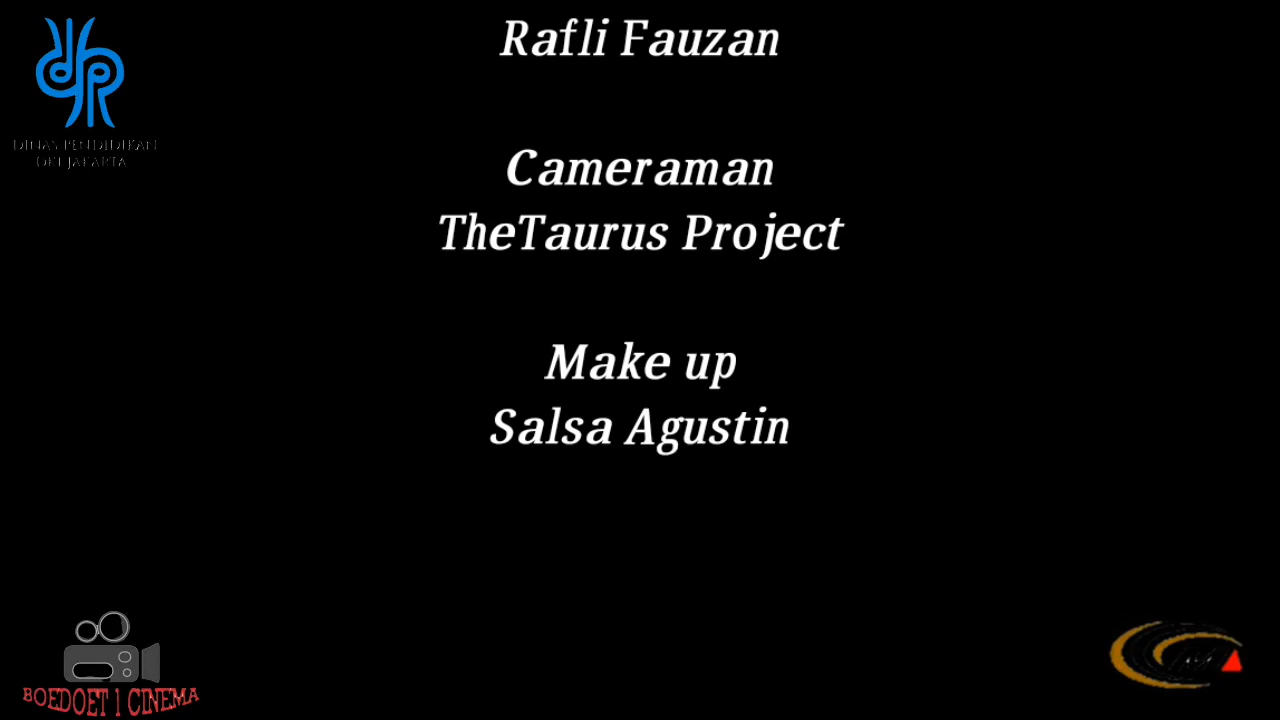 Rafli Fauzan
Cameraman
TheTaurus Project
Make up
Salsa Agustin
DINAS PENDIDIKAN
DKI JAKARTA
BOEDOET 1 CINEMA